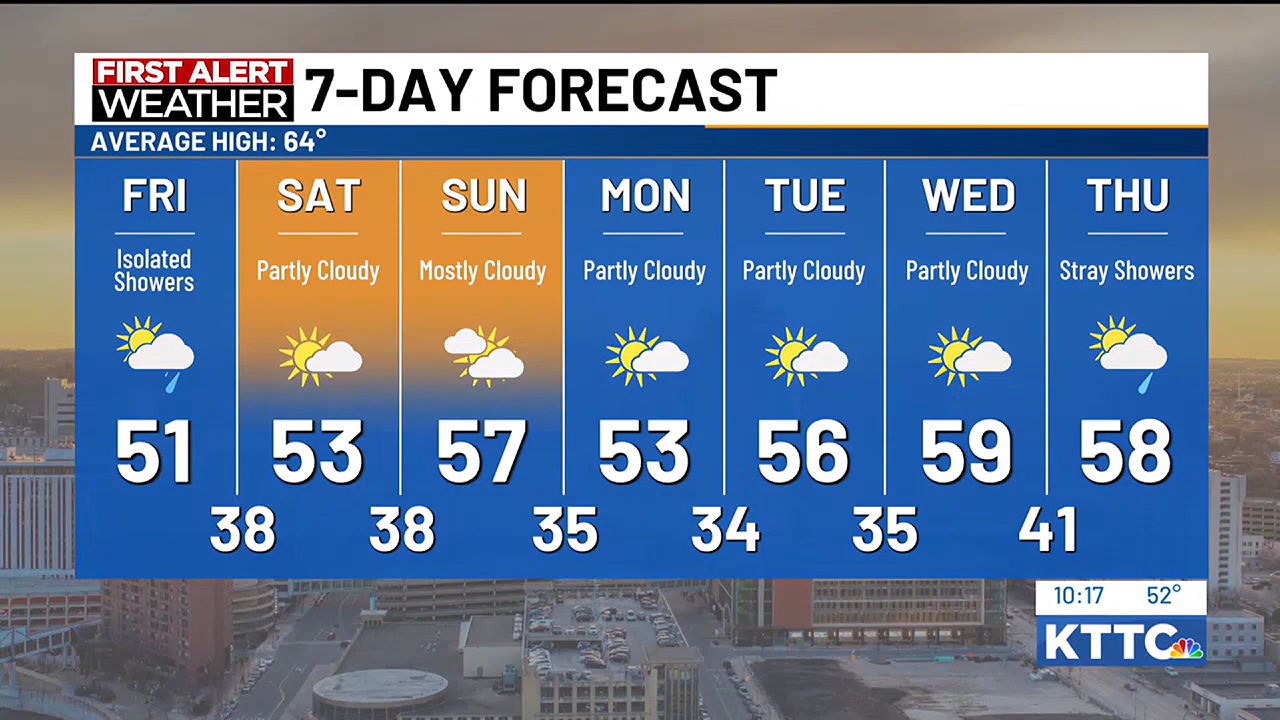 FIRST ALERT
WEATHER
7-DAY FORECAST
AVERAGE HIGH: 64°
FRI
SAT
SUN
MON
TUE
WED
THU
Isolated
Showers
Partly Cloudy
Mostly Cloudy
Partly Cloudy
Partly Cloudy
Partly Cloudy
Stray Showers
51
53
57
53
56
59
58
38
38
35
34
35
41
10:17 52°
KTTC